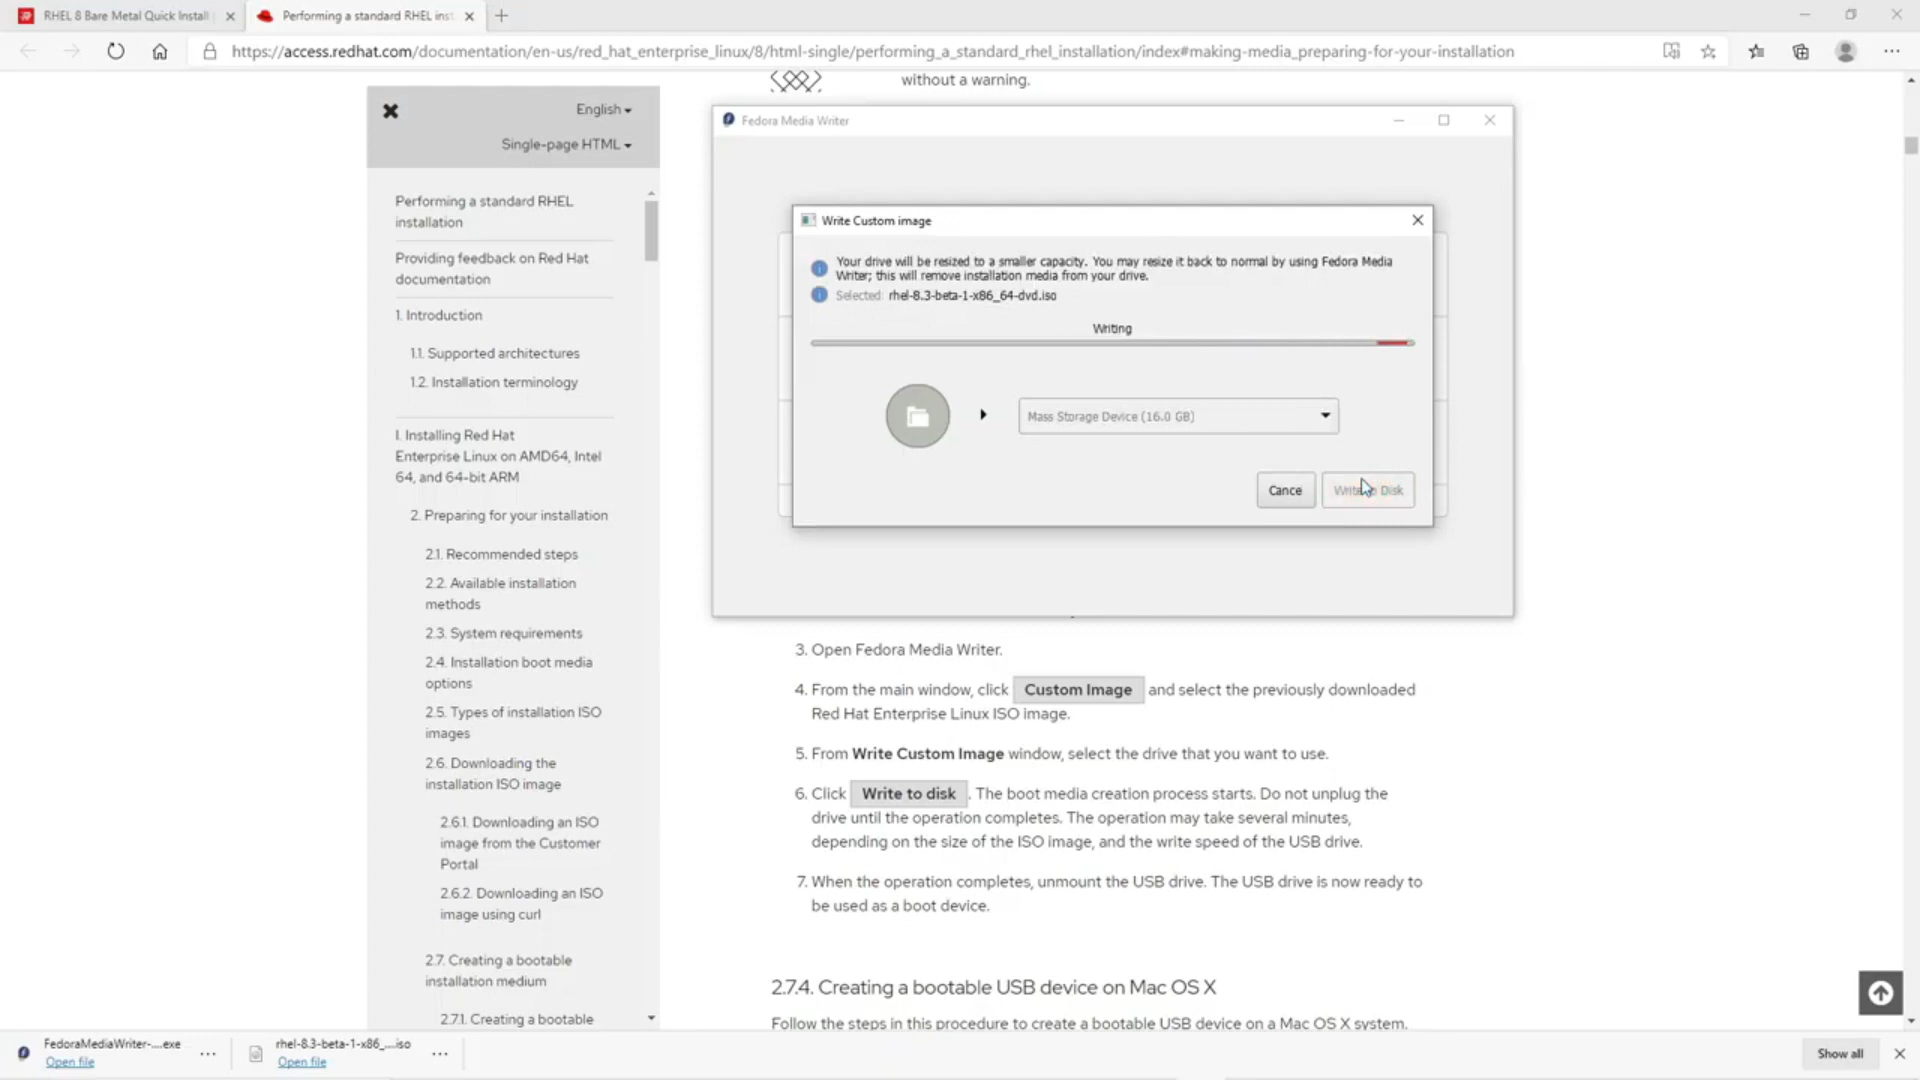 RHEL 8 Bare Metal Quick Install
Performing a standard RHEL inst
https://access.redhat.com/documentation/en-us/red_hat_enterprise_linux/8/html-single/performing_a_standard_rhel_installation/index#making-media_preparing-for-your-installation
without a warning.
English
Single-page HTML
Performing a standard RHEL
installation
Providing feedback on Red Hat
documentation
1. Introduction
1.1. Supported architectures
1.2. Installation terminology
I. Installing Red Hat
Enterprise Linux on AMD64, Intel
64, and 64-bit ARM
2. Preparing for your installation
2.1. Recommended steps
2.2. Available installation
methods
2.3. System requirements
2.4. Installation boot media
options
2.5. Types of installation ISO
images
2.6. Downloading the
installation ISO image
2.6.1. Downloading an ISO
image from the Customer
Portal
2.6.2. Downloading an ISO
image using curl
2.7. Creating a bootable
installation medium
2.7.1. Creating a bootable
Fedora Media Writer
Write Custom image
Your drive will be resized to a smaller capacity. You may resize it back to normal by using Fedora Media
Writer; this will remove installation media from your drive.
Selected: rhel-8.3-beta-1-x86_64-dvd.iso
Writing
Mass Storage Device (16.0 GB)
Cance
Write to Disk
3. Open Fedora Media Writer.
4. From the main window, click Custom Image and select the previously downloaded
Red Hat Enterprise Linux ISO image.
5. From Write Custom Image window, select the drive that you want to use.
6. Click Write to disk . The boot media creation process starts. Do not unplug the
drive until the operation completes. The operation may take several minutes,
depending on the size of the ISO image, and the write speed of the USB drive.
7. When the operation completes, unmount the USB drive. The USB drive is now ready to
be used as a boot device.
2.7.4. Creating a bootable USB device on Mac OS X
Follow the steps in this procedure to create a bootable USB device on a Mac OS X system.
FedoraMediaWriter-....exe
Open file
rhel-8.3-beta-1-x86_....iso
Open file
Show all